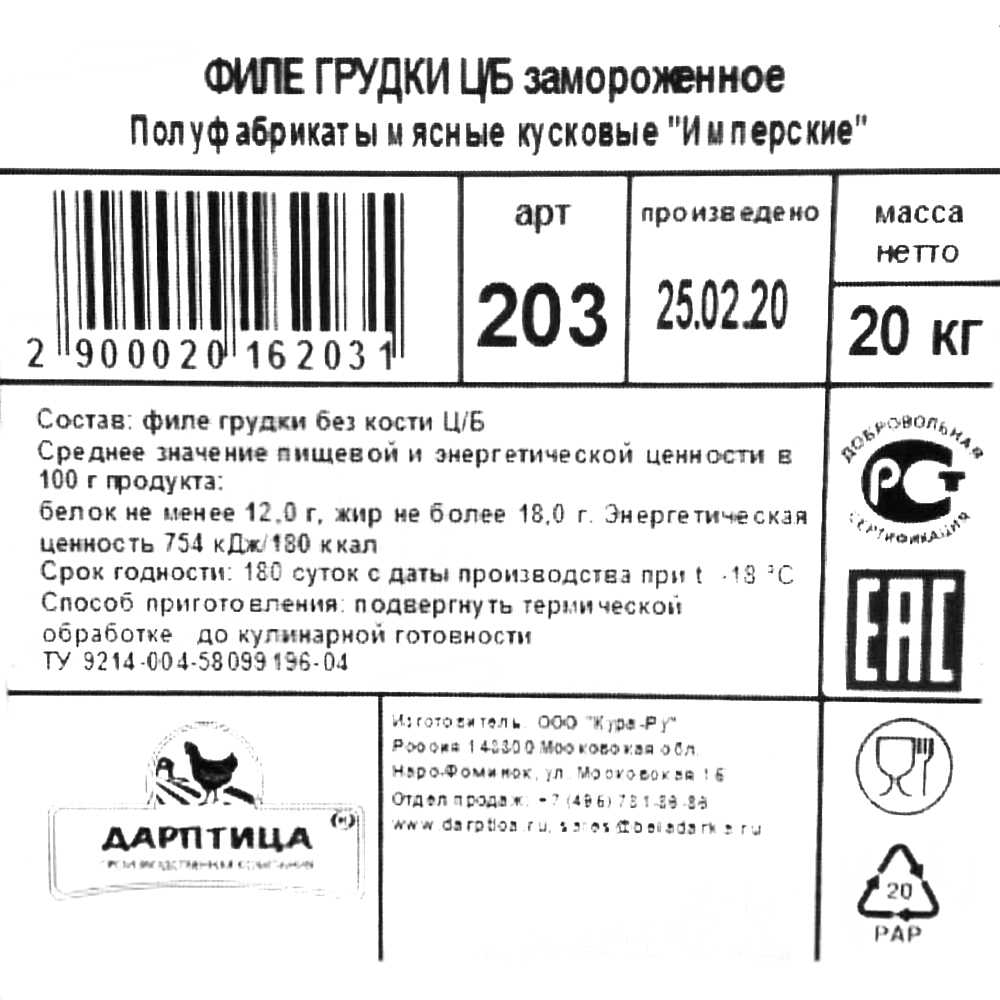 ФИЛЕ ГРУДКИ Ц/Б замороженное
Полуфабрикаты мясные кусковые "Имперские"
2 900020 162031
арт
203
произведено
25.02.20
масса
нетто
20 кг
Состав: филе грудки без кости Ц/Б
Среднее значение пищевой и энергетической ценности в
100 г продукта:
белок не менее 12,0 г, жир не более 18,0 г. Энергетическая
ценность 754 кДж/180 ккал
Срок годности: 180 суток с даты производства при t -18 °С
Способ приготовления: подвергнуть термической
обработке до кулинарной готовности
ТУ 9214-004-58099196-04
ДОБРОВОЛЬНАЯ
РСТ
СЕРТИФИКАЦИЯ
ЕАС
ДАРПТИЦА
ПРОИЗВОДСТВЕННАЯ КОМПАНИЯ
Изготовитель: ООО "Кура-Ру"
Россия 143300 Московская обл.
Наро-Фоминск, ул. Московская
Отдел продаж:
20
PAP